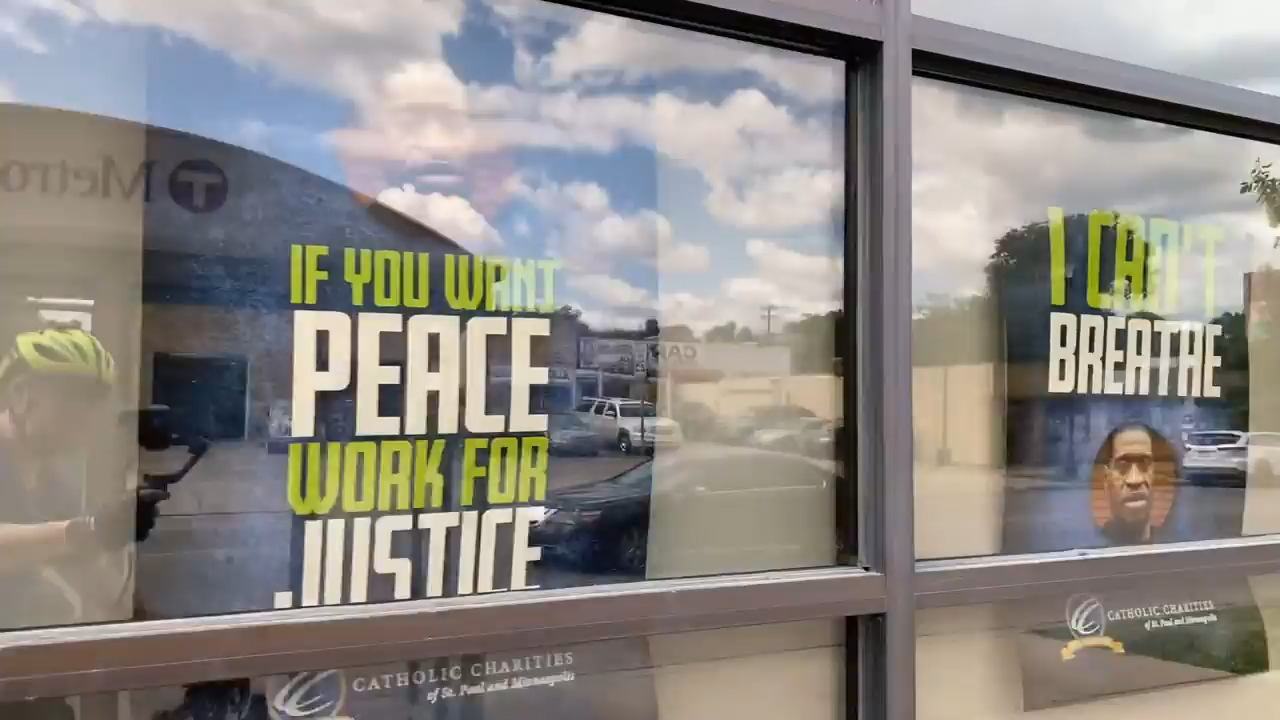 Metro T
IF YOU WANT
PEACE
WORK FOR
JUSTICE
CATHOLIC CHARITIES
of St. Paul and Minneapolis
CAR
I CAN'T
BREATHE
CATHOLIC CHARITIES
of St. Paul and Minneapolis